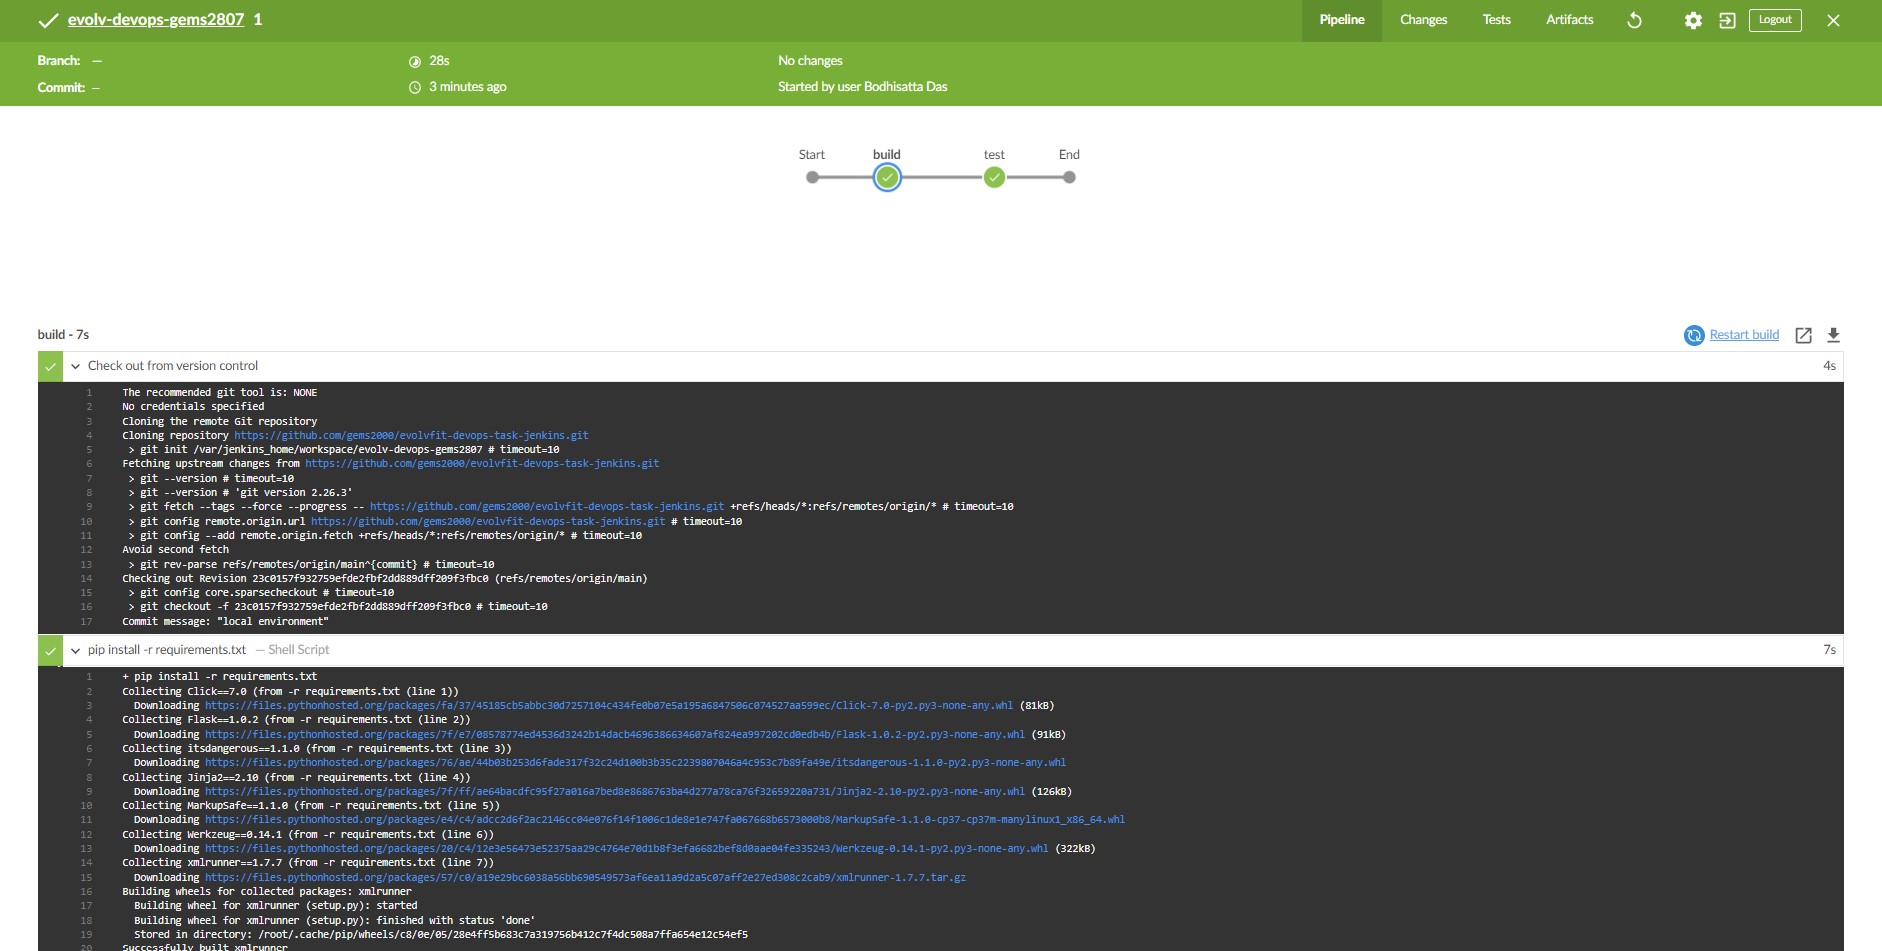 evolv-devops-gems2807 1
Pipeline Changes Tests Artifacts Logout
Branch: — 28s No changes
Commit: — 3 minutes ago Started by user Bodhisatta Das
Start build test End
build - 7s Restart build
Check out from version control 4s
1 The recommended git tool is: NONE
2 No credentials specified
3 Cloning the remote Git repository
4 Cloning repository https://github.com/gems2000/evolvfit-devops-task-jenkins.git
5 > git init /var/jenkins_home/workspace/evolv-devops-gems2807 # timeout=10
6 Fetching upstream changes from https://github.com/gems2000/evolvfit-devops-task-jenkins.git
7 > git --version # timeout=10
8 > git --version # 'git version 2.26.3'
9 > git fetch --tags --force --progress -- https://github.com/gems2000/evolvfit-devops-task-jenkins.git +refs/heads/*:refs/remotes/origin/* # timeout=10
10 > git config remote.origin.url https://github.com/gems2000/evolvfit-devops-task-jenkins.git # timeout=10
11 > git config --add remote.origin.fetch +refs/heads/*:refs/remotes/origin/* # timeout=10
12 Avoid second fetch
13 > git rev-parse refs/remotes/origin/main^{commit} # timeout=10
14 Checking out Revision 23c0157f932759efde2fbf2dd889dff209f3fbc0 (refs/remotes/origin/main)
15 > git config core.sparsecheckout # timeout=10
16 > git checkout -f 23c0157f932759efde2fbf2dd889dff209f3fbc0 # timeout=10
17 Commit message: "local environment"
pip install -r requirements.txt — Shell Script 7s
1 + pip install -r requirements.txt
2 Collecting Click==7.0 (from -r requirements.txt (line 1))
3 Downloading https://files.pythonhosted.org/packages/fa/37/45185cb5abbc30d7257104c434fe0b07e5a195a6847506c074527aa599ec/Click-7.0-py2.py3-none-any.whl (81kB)
4 Collecting Flask==1.0.2 (from -r requirements.txt (line 2))
5 Downloading https://files.pythonhosted.org/packages/7f/e7/08578774ed4536d3242b14dacb4696386634607af824ea997202cd0edb4b/Flask-1.0.2-py2.py3-none-any.whl (91kB)
6 Collecting itsdangerous==1.1.0 (from -r requirements.txt (line 3))
7 Downloading https://files.pythonhosted.org/packages/76/ae/44b03b253d6fade317f32c24d100b3b35c2239807046a4c953c7b89fa49e/itsdangerous-1.1.0-py2.py3-none-any.whl
8 Collecting Jinja2==2.10 (from -r requirements.txt (line 4))
9 Downloading https://files.pythonhosted.org/packages/7f/ff/ae64bacdfc95f27a016a7bed8e8686763ba4d277a78ca76f32659220a731/Jinja2-2.10-py2.py3-none-any.whl (126kB)
10 Collecting MarkupSafe==1.1.0 (from -r requirements.txt (line 5))
11 Downloading https://files.pythonhosted.org/packages/e4/c4/adcc2d6f2ac2146cc04e076f14f1006c1de8e1e747fa067668b6573000b8/MarkupSafe-1.1.0-cp37-cp37m-manylinux1_x86_64.whl
12 Collecting Werkzeug==0.14.1 (from -r requirements.txt (line 6))
13 Downloading https://files.pythonhosted.org/packages/20/c4/12e3e56473e52375aa29c4764e70d1b8f3efa6682bef8d0aae04fe335243/Werkzeug-0.14.1-py2.py3-none-any.whl (322kB)
14 Collecting xmlrunner==1.7.7 (from -r requirements.txt (line 7))
15 Downloading https://files.pythonhosted.org/packages/57/c0/a19e29bc6038a56bb690549573af6ea11a9d2a5c07aff2e27ed308c2cab9/xmlrunner-1.7.7.tar.gz
16 Building wheels for collected packages: xmlrunner
17 Building wheel for xmlrunner (setup.py): started
18 Building wheel for xmlrunner (setup.py): finished with status 'done'
19 Stored in directory: /root/.cache/pip/wheels/c8/0e/05/28e4ff5b683c7a319756b412c7f4dc508a7ffa654e12c54ef5
20 Successfully built xmlrunner